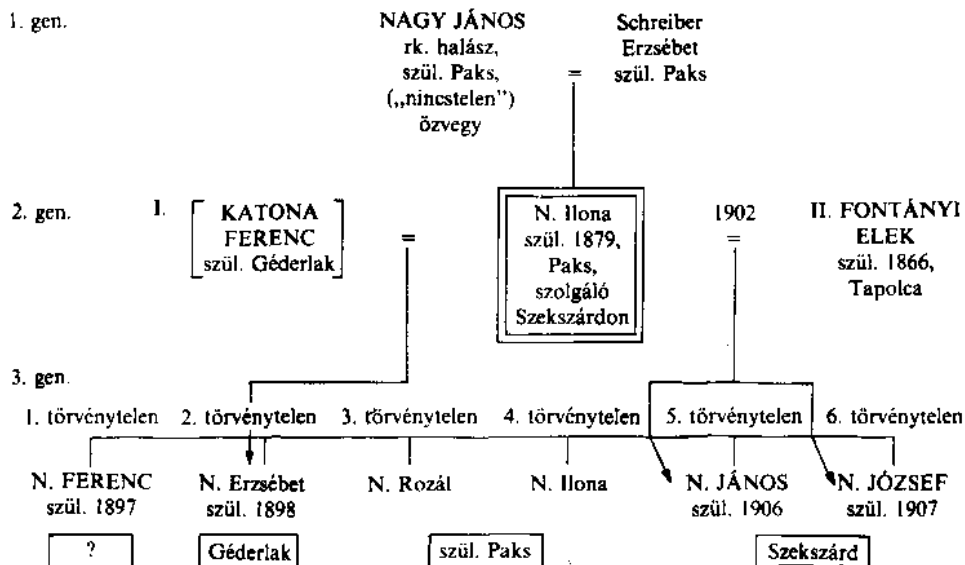 1. gen.
NAGY JÁNOS
rk. halász,
szül. Paks,
(„nincstelen”)
özvegy
=
Schreiber
Erzsébet
szül. Paks
2. gen.
I.
KATONA
FERENC
szül. Géderlak
=
N. Ilona
szül. 1879,
Paks,
szolgáló
Szekszárdon
1902
=
II. FONTÁNYI
ELEK
szül. 1866,
Tapolca
3. gen.
1. törvénytelen 2. törvénytelen 3. törvénytelen 4. törvénytelen 5. törvénytelen 6. törvénytelen
N. FERENC N. Erzsébet N. Rozál N. Ilona N. JÁNOS N. JÓZSEF
szül. 1897 szül. 1898 szül. 1906 szül. 1907
? Géderlak szül. Paks Szekszárd